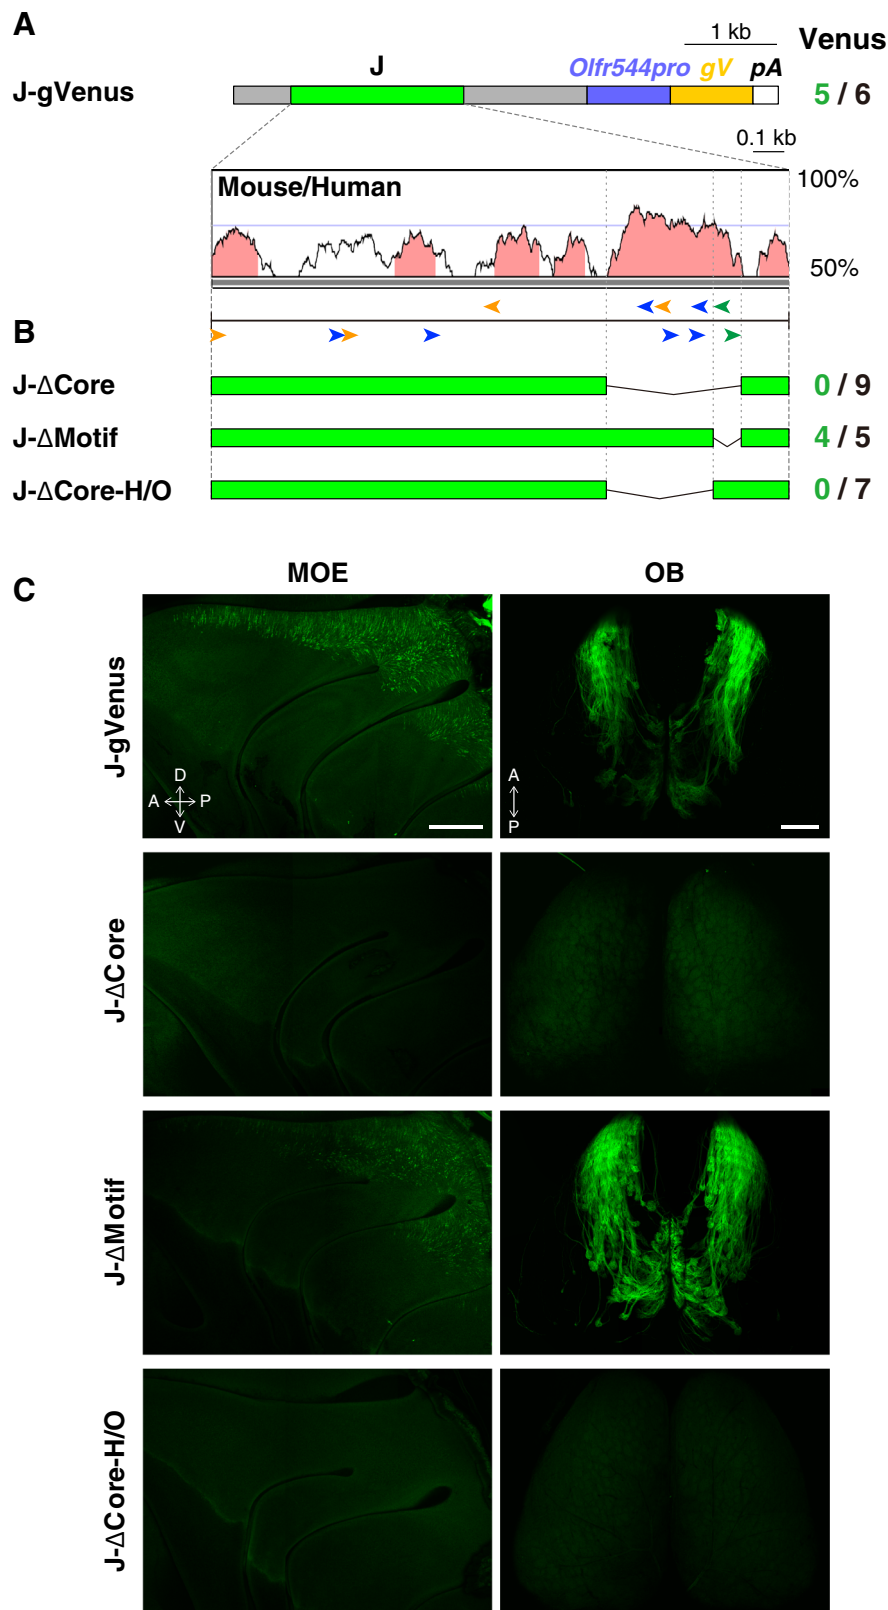 A
1 kb
Venus
J
Olfr544pro gV pA
J-gVenus
5 / 6
0.1 kb
Mouse/Human
100%
50%
B
J-ΔCore
0 / 9
J-ΔMotif
4 / 5
J-ΔCore-H/O
0 / 7
C
MOE
OB
J-gVenus
D
A
P
V
A
P
J-ΔCore
J-ΔMotif
J-ΔCore-H/O